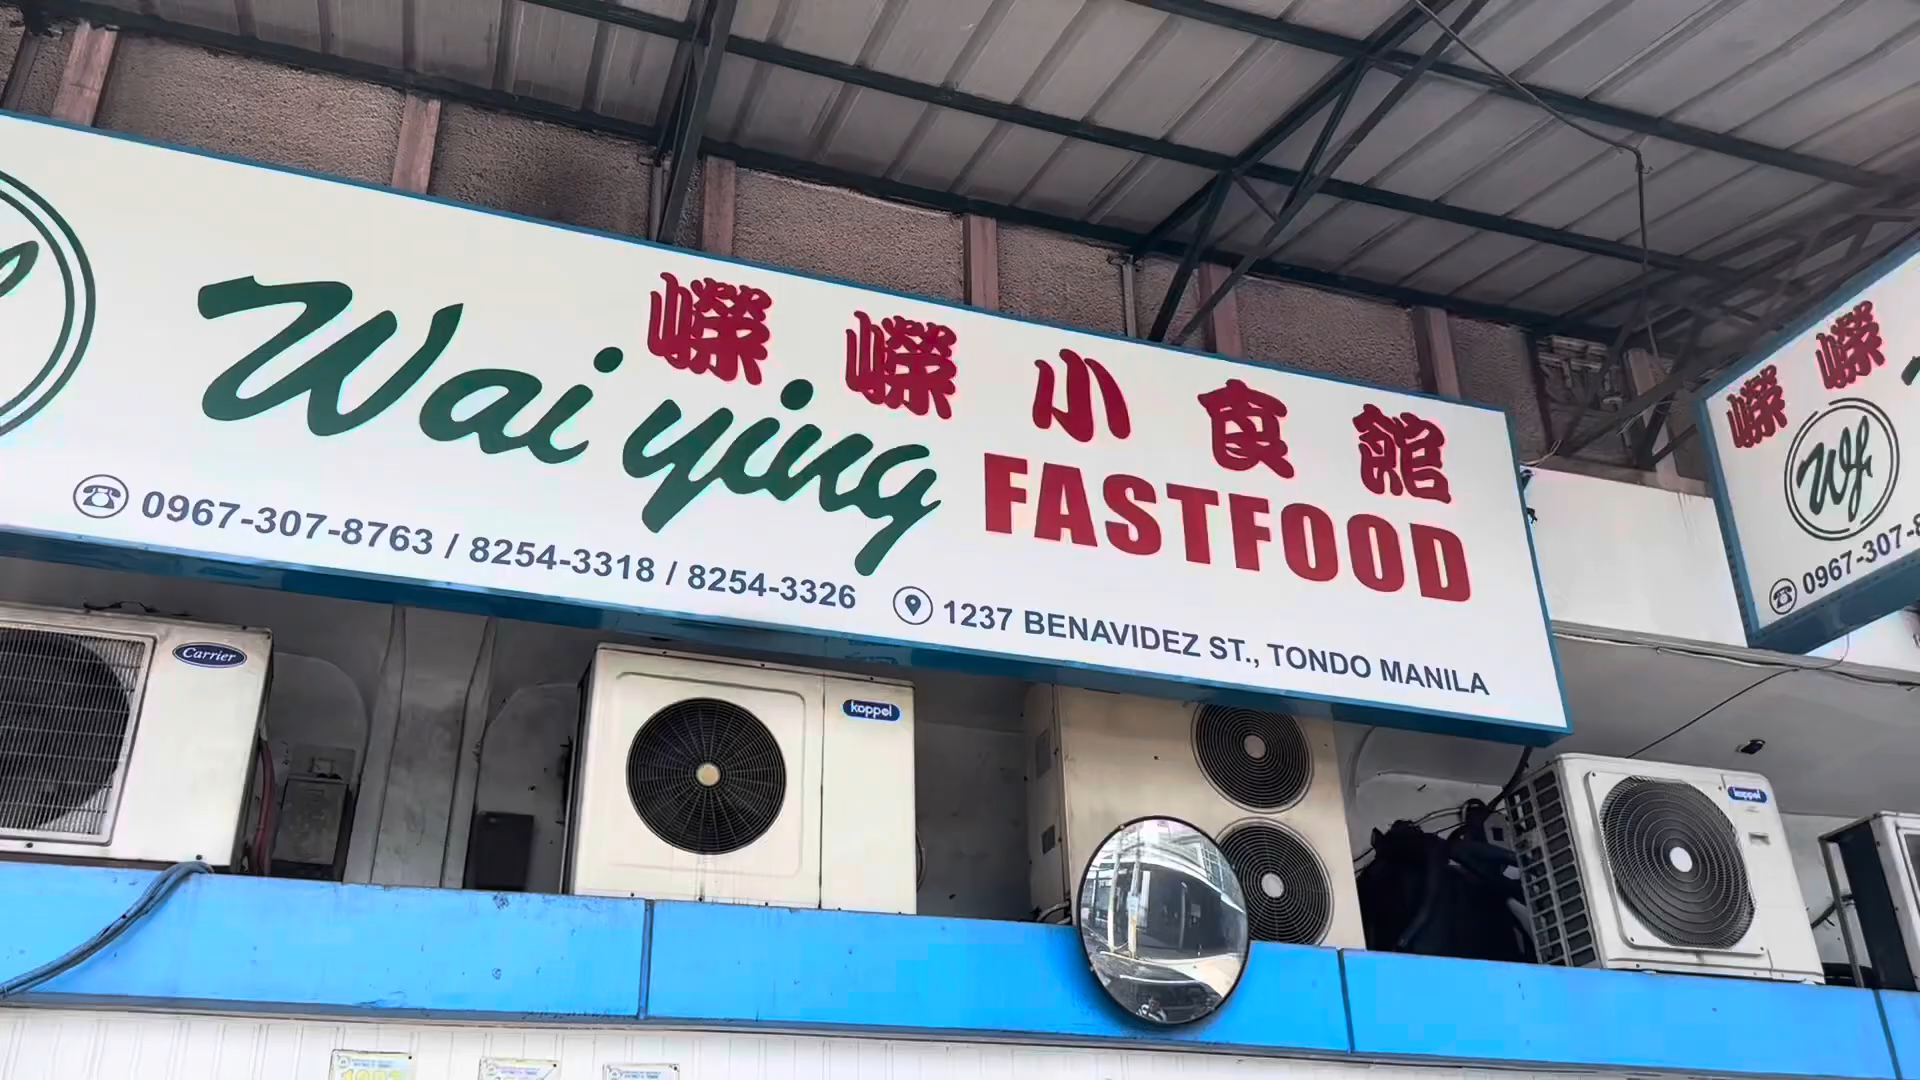 嶸嶸小食館
Wai ying FASTFOOD
0967-307-8763 / 8254-3318 / 8254-3326 1237 BENAVIDEZ ST., TONDO MANILA
嶸嶸
Wf
0967-307-8
Carrier
koppel
koppel